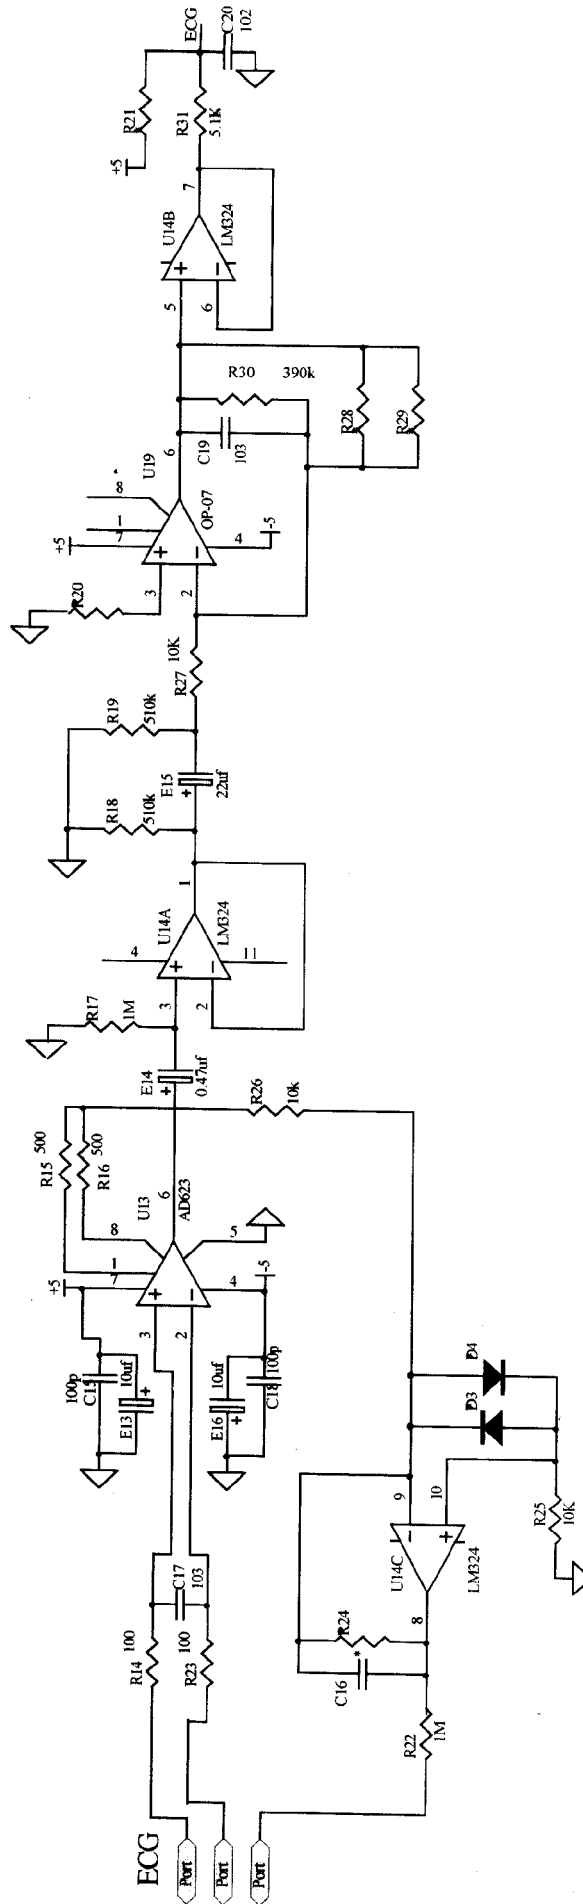 ECG
Port
Port
Port
R14 100
R23 100
C17
103
100p
C15
E13
10uf
+5
E16
10uf
C18
100p
-5
3
2
1
7
8
4
5
6
U13
AD623
R15 500
R16 500
R26
10k
E14
0.47uf
R17
1M
3
2
4
11
1
U14A
LM324
R18
510k
E15
22uf
R19
510k
R27
10K
R20
3
2
+5
7
1
8
4
-5
6
U19
OP-07
C19
103
R30 390k
R28
R29
5
6
7
U14B
LM324
+5
R21
R31
5.1K
ECG
C20
102
R22
1M
C16
R24
8
9
10
U14C
LM324
D3
D4
R25
10K